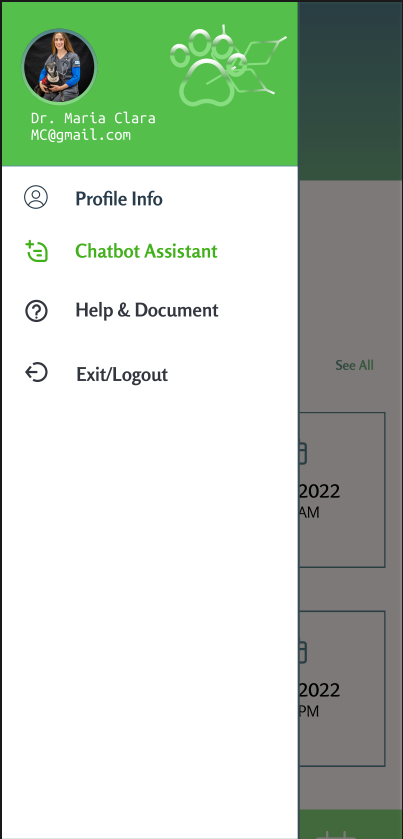 Dr. Maria Clara
MC@gmail.com
Profile Info
Chatbot Assistant
Help & Document
Exit/Logout
See All
2022
AM
2022
PM